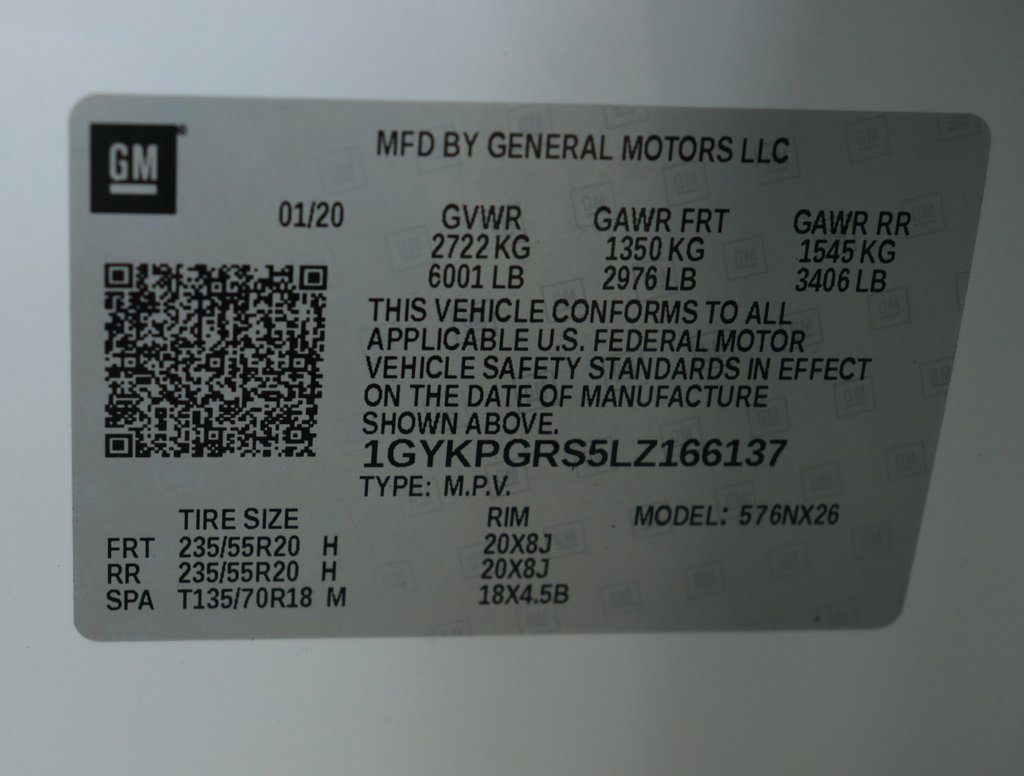 GM
MFD BY GENERAL MOTORS LLC
01/20 GVWR GAWR FRT GAWR RR
2722 KG 1350 KG 1545 KG
6001 LB 2976 LB 3406 LB
THIS VEHICLE CONFORMS TO ALL
APPLICABLE U.S. FEDERAL MOTOR
VEHICLE SAFETY STANDARDS IN EFFECT
ON THE DATE OF MANUFACTURE
SHOWN ABOVE.
1GYKPGRS5LZ166137
TYPE: M.P.V.
TIRE SIZE RIM MODEL: 576NX26
FRT 235/55R20 H 20X8J
RR 235/55R20 H 20X8J
SPA T135/70R18 M 18X4.5B